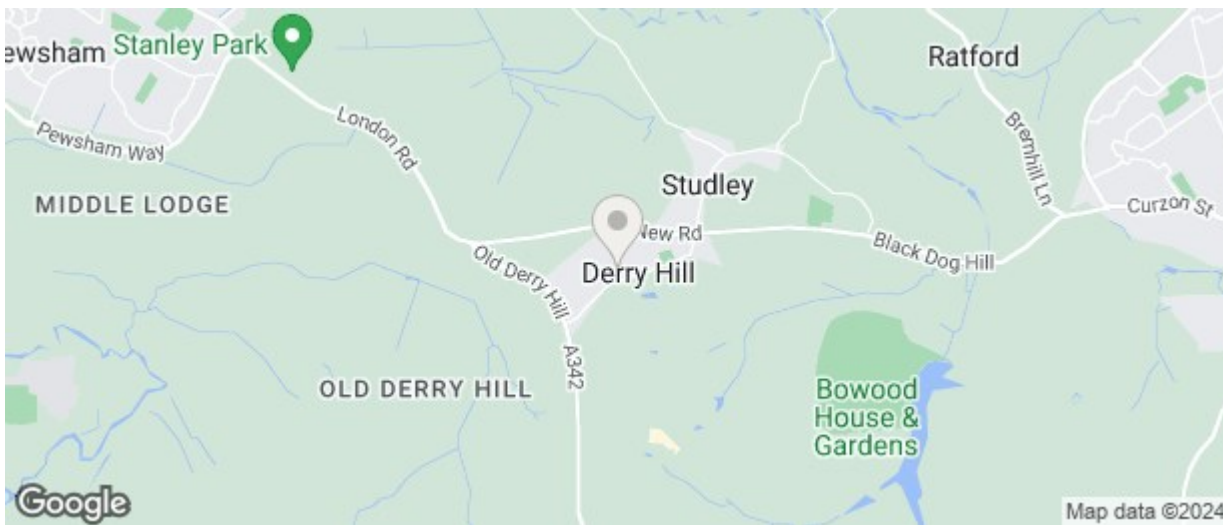 Stanley Park
ewsham
Ratford
London Rd
Pewsham Way
Bremhill Ln
Studley
MIDDLE LODGE
Curzon St
New Rd
Black Dog Hill
Old Derry Hill
Derry Hill
A342
OLD DERRY HILL
Bowood
House &
Gardens
Google
Map data ©2024